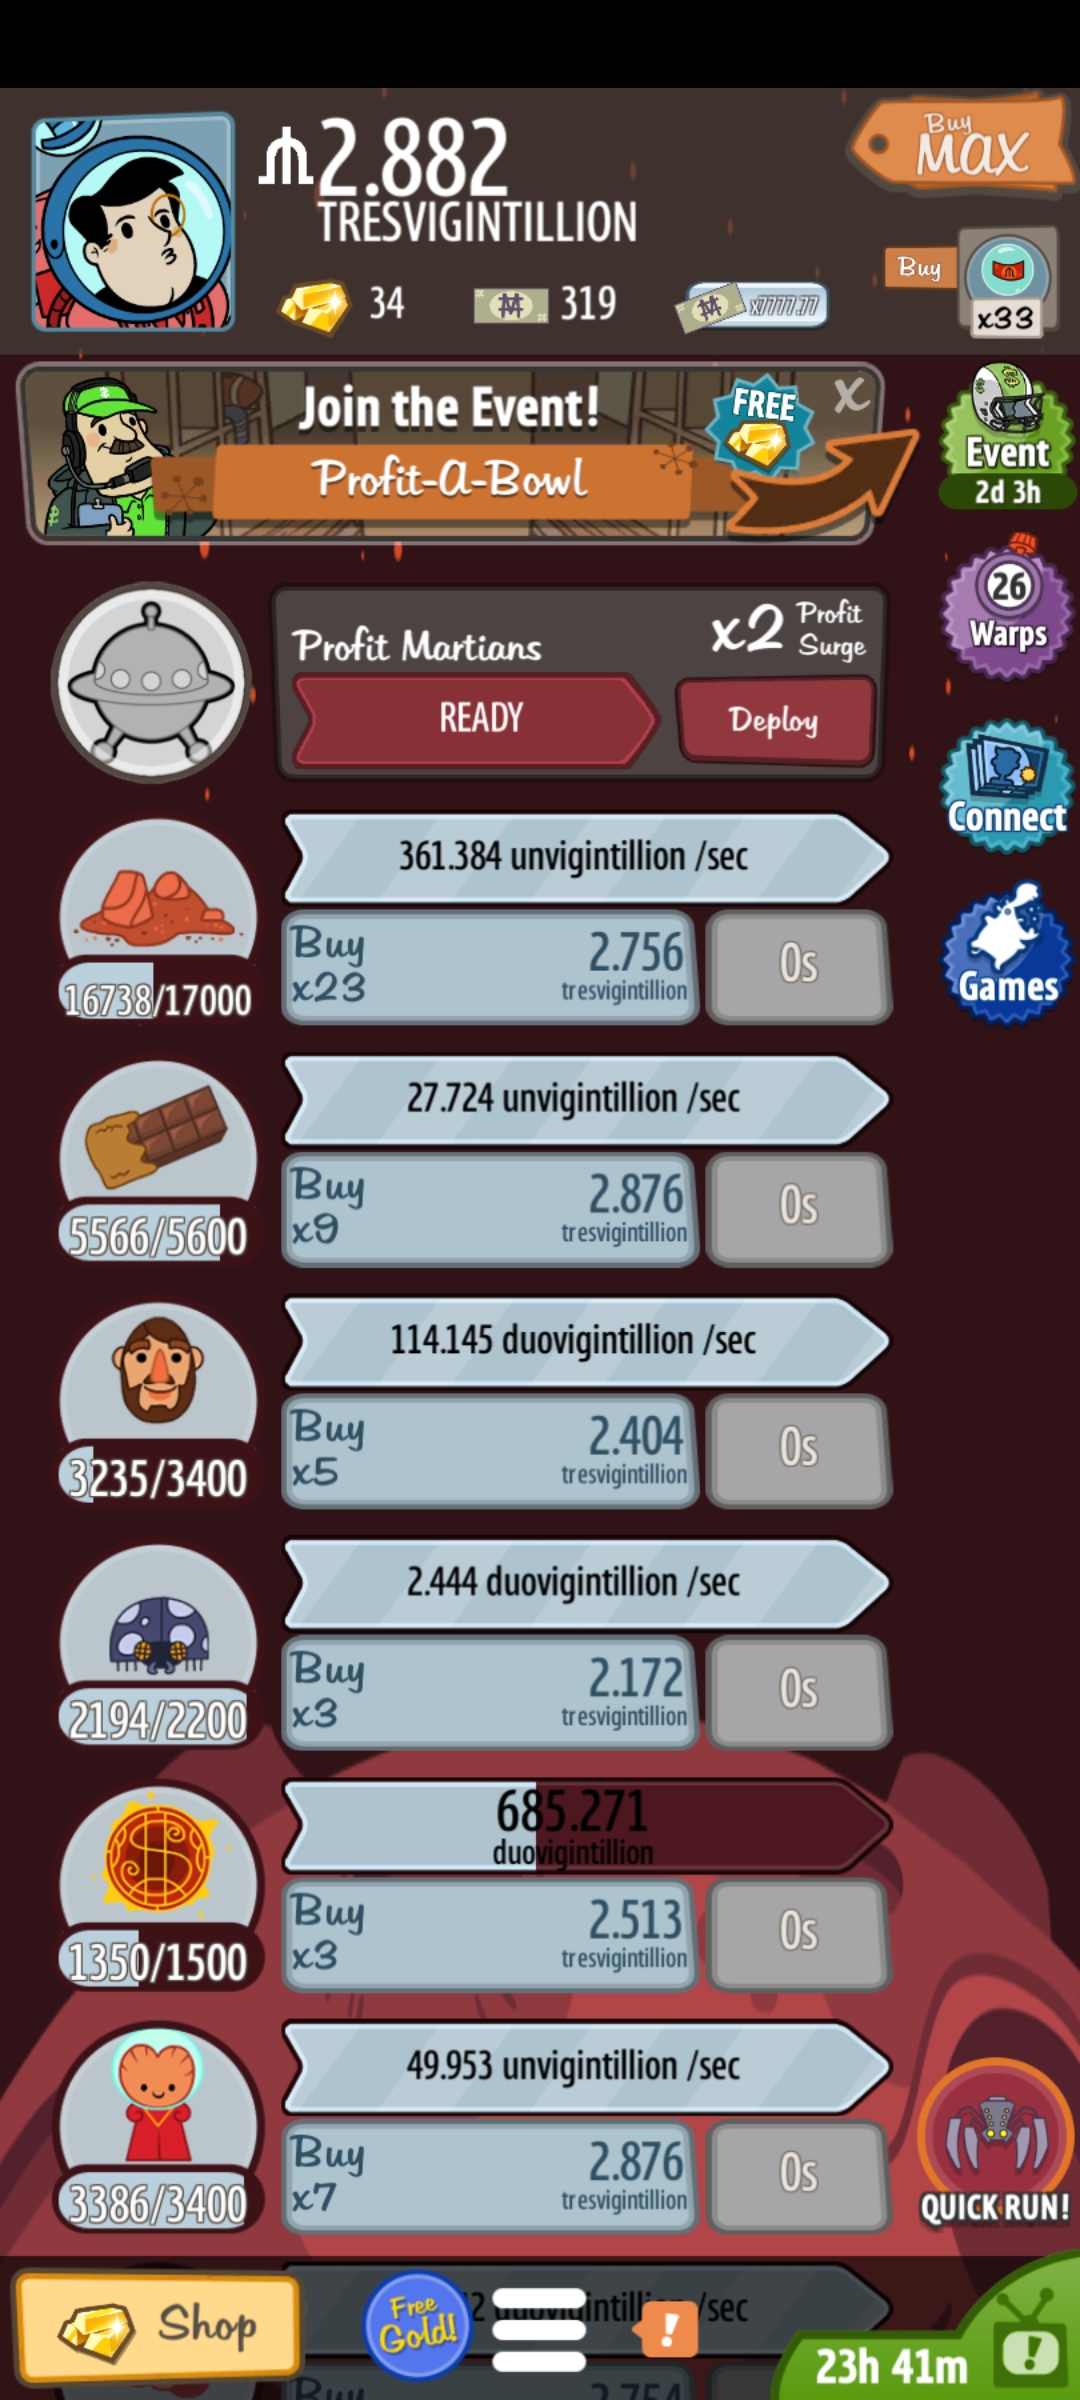 2.882
TRESVIGINTILLION
Buy
MAX
34
319
x7777.77
Buy
x33
Join the Event!
Profit-A-Bowl
FREE
X
Event
2d 3h
Profit Martians
x2 Profit Surge
READY
Deploy
26
Warps
Connect
Games
361.384 unvigintillion /sec
16738/17000
Buy
x23
2.756
tresvigintillion
0s
27.724 unvigintillion /sec
5566/5600
Buy
x9
2.876
tresvigintillion
0s
114.145 duovigintillion /sec
3235/3400
Buy
x5
2.404
tresvigintillion
0s
2.444 duovigintillion /sec
2194/2200
Buy
x3
2.172
tresvigintillion
0s
685.271
duovigintillion
1350/1500
Buy
x3
2.513
tresvigintillion
0s
49.953 unvigintillion /sec
3386/3400
Buy
x7
2.876
tresvigintillion
0s
QUICK RUN!
Shop
Free
Gold!
/sec
!
23h 41m
!
Buy
2.754